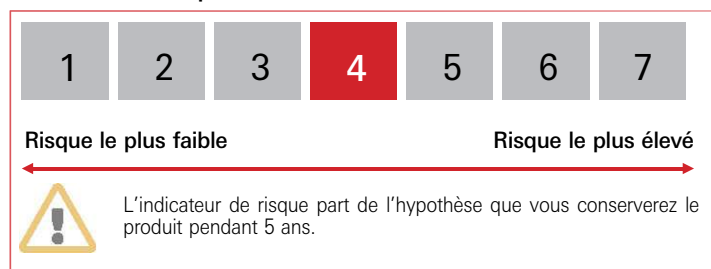 1 2 3 4 5 6 7
Risque le plus faible Risque le plus élevé
L'indicateur de risque part de l'hypothèse que vous conserverez le
produit pendant 5 ans.